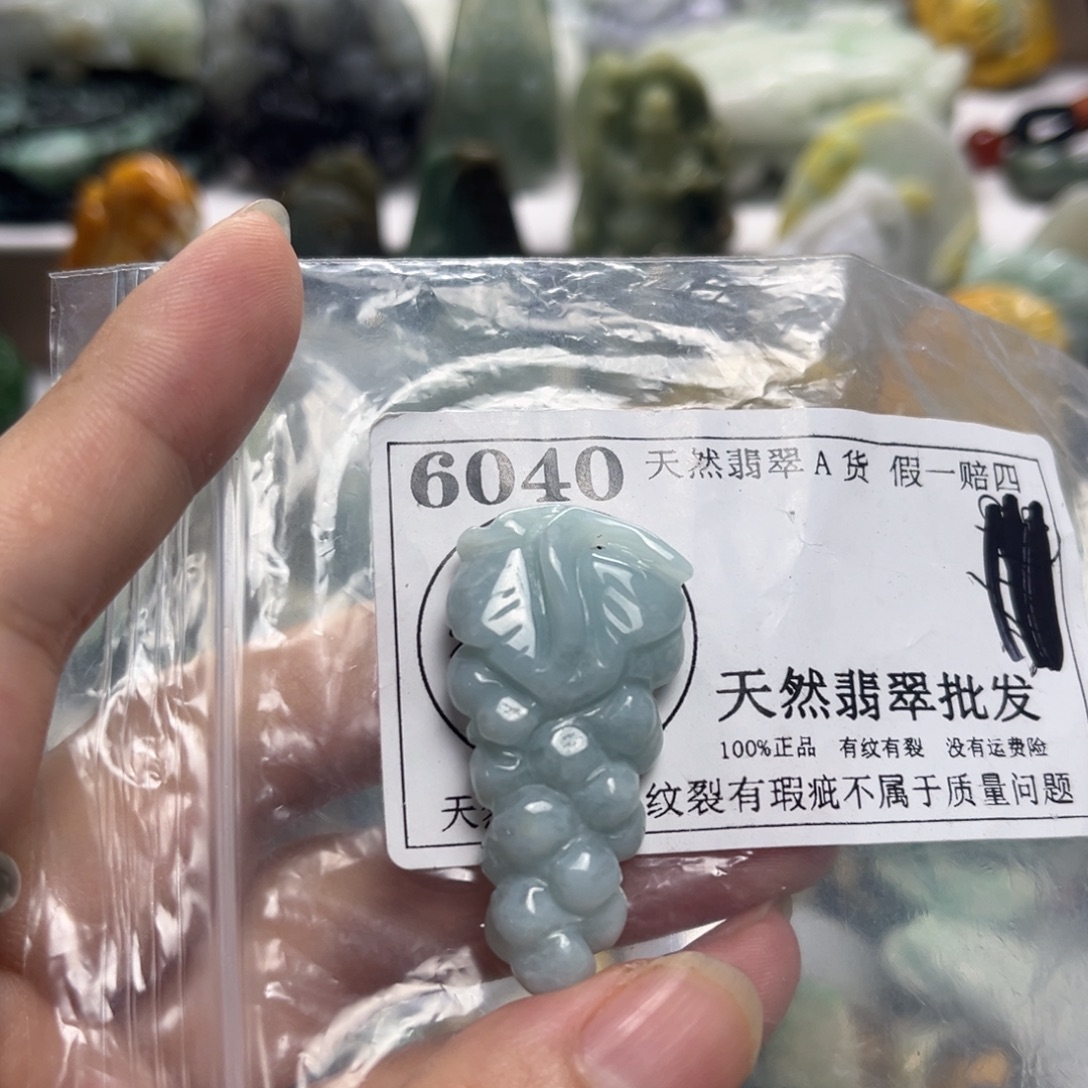 6040 天然翡翠A货 假一赔四
天然翡翠批发
100%正品 有纹有裂 没有运费险
天 纹裂有瑕疵不属于质量问题